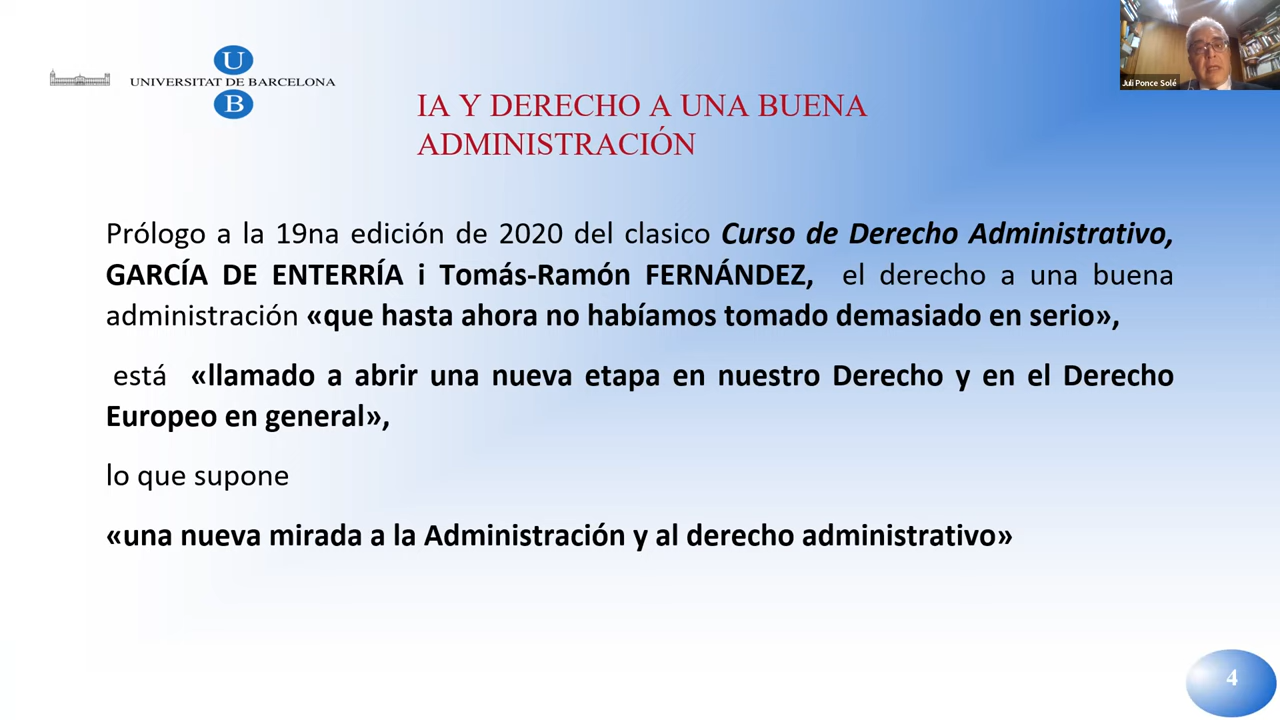 U
UNIVERSITAT DE BARCELONA
B
Juli Ponce Solé
IA Y DERECHO A UNA BUENA
ADMINISTRACIÓN
Prólogo a la 19na edición de 2020 del clasico Curso de Derecho Administrativo,
GARCÍA DE ENTERRÍA i Tomás-Ramón FERNÁNDEZ, el derecho a una buena
administración «que hasta ahora no habíamos tomado demasiado en serio»,
está «llamado a abrir una nueva etapa en nuestro Derecho y en el Derecho
Europeo en general»,
lo que supone
«una nueva mirada a la Administración y al derecho administrativo»
4